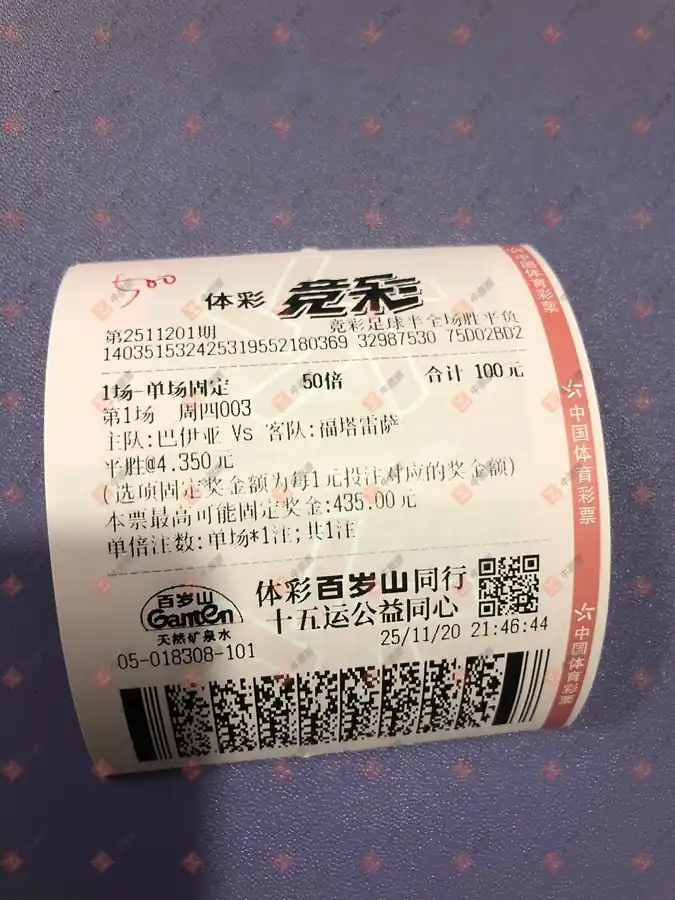 500
体彩 竞彩
竞彩足球半全场胜平负
第2511201期
140351532425319552180369 32987530 75D02BD2
1场-单场固定 50倍 合计 100元
第1场 周四003
主队:巴伊亚 Vs 客队:福塔雷萨
平胜@4.350元
(选项固定奖金额为每1元投注对应的奖金额)
本票最高可能固定奖金:435.00元
单倍注数:单场*1注;共1注
百岁山
Ganten
天然矿泉水
体彩百岁山同行
十五运公益同心
05-018308-101
25/11/20 21:46:44
中国体育彩票
中国体育彩票
中国体育彩票